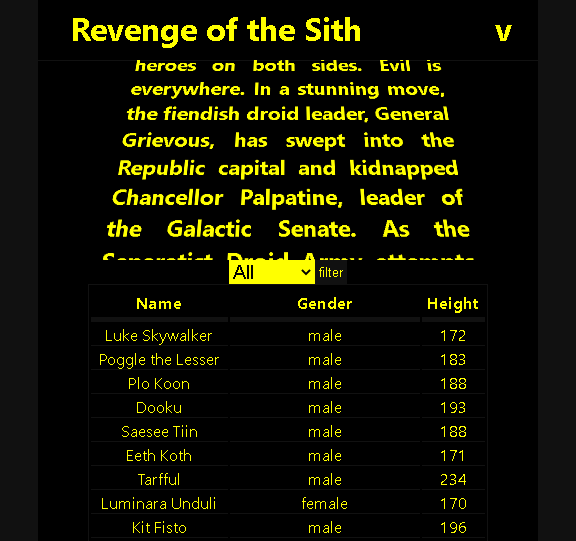 Revenge of the Sith v
heroes on both sides. Evil is
everywhere. In a stunning move,
the fiendish droid leader, General
Grievous, has swept into the
Republic capital and kidnapped
Chancellor Palpatine, leader of
the Galactic Senate. As the
Separatist Droid Army attempts
All filter
Name Gender Height
Luke Skywalker male 172
Poggle the Lesser male 183
Plo Koon male 188
Dooku male 193
Saesee Tiin male 188
Eeth Koth male 171
Tarfful male 234
Luminara Unduli female 170
Kit Fisto male 196